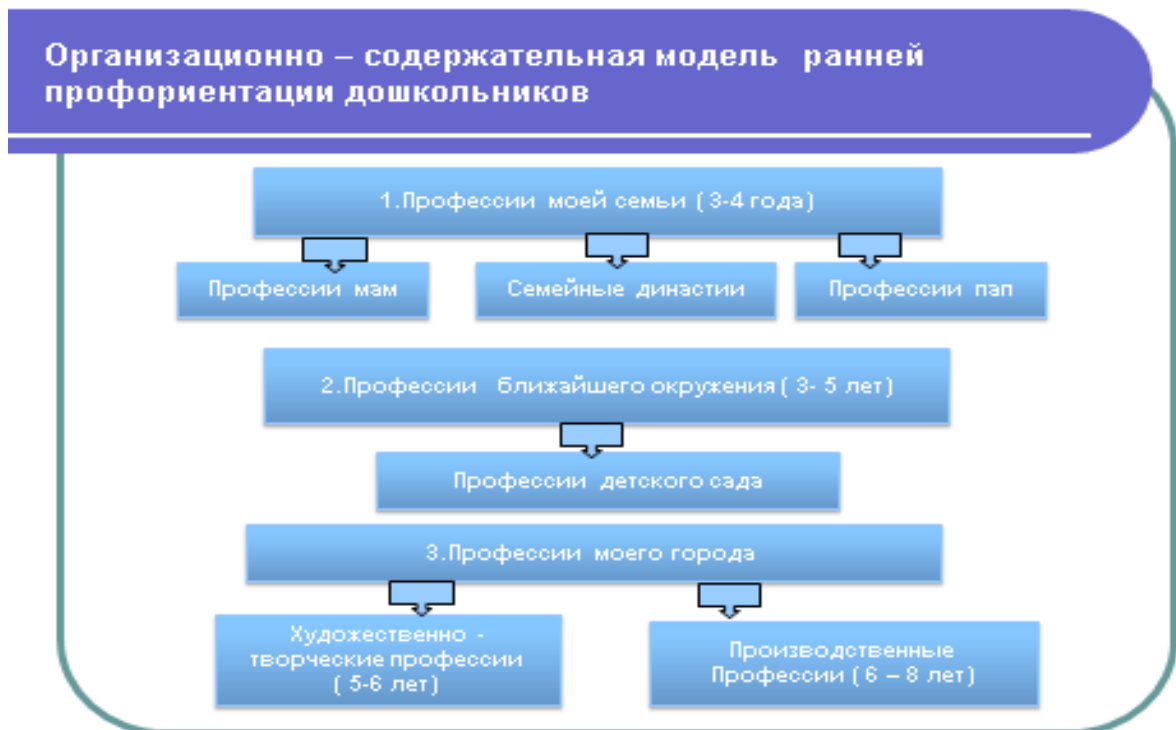 Организационно – содержательная модель ранней
профориентации дошкольников
1.Профессии моей семьи ( 3-4 года)
Профессии мам
Семейные династии
Профессии пап
2.Профессии ближайшего окружения ( 3- 5 лет)
Профессии детского сада
3.Профессии моего города
Художественно -
творческие профессии
( 5-6 лет)
Производственные
Профессии ( 6 – 8 лет)